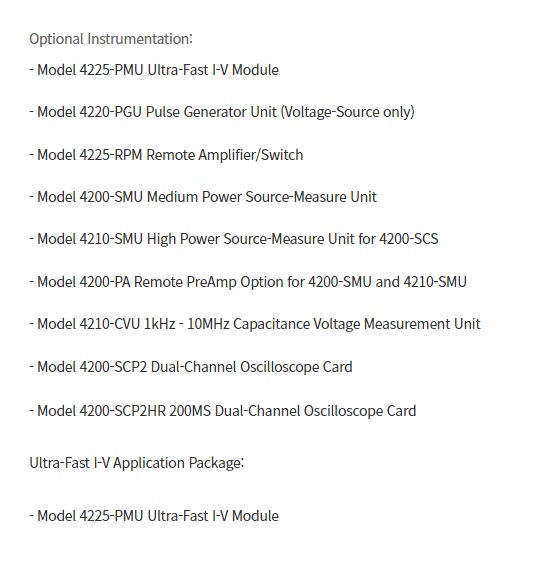 Optional Instrumentation:
- Model 4225-PMU Ultra-Fast I-V Module
- Model 4220-PGU Pulse Generator Unit (Voltage-Source only)
- Model 4225-RPM Remote Amplifier/Switch
- Model 4200-SMU Medium Power Source-Measure Unit
- Model 4210-SMU High Power Source-Measure Unit for 4200-SCS
- Model 4200-PA Remote PreAmp Option for 4200-SMU and 4210-SMU
- Model 4210-CVU 1kHz - 10MHz Capacitance Voltage Measurement Unit
- Model 4200-SCP2 Dual-Channel Oscilloscope Card
- Model 4200-SCP2HR 200MS Dual-Channel Oscilloscope Card
Ultra-Fast I-V Application Package:
- Model 4225-PMU Ultra-Fast I-V Module